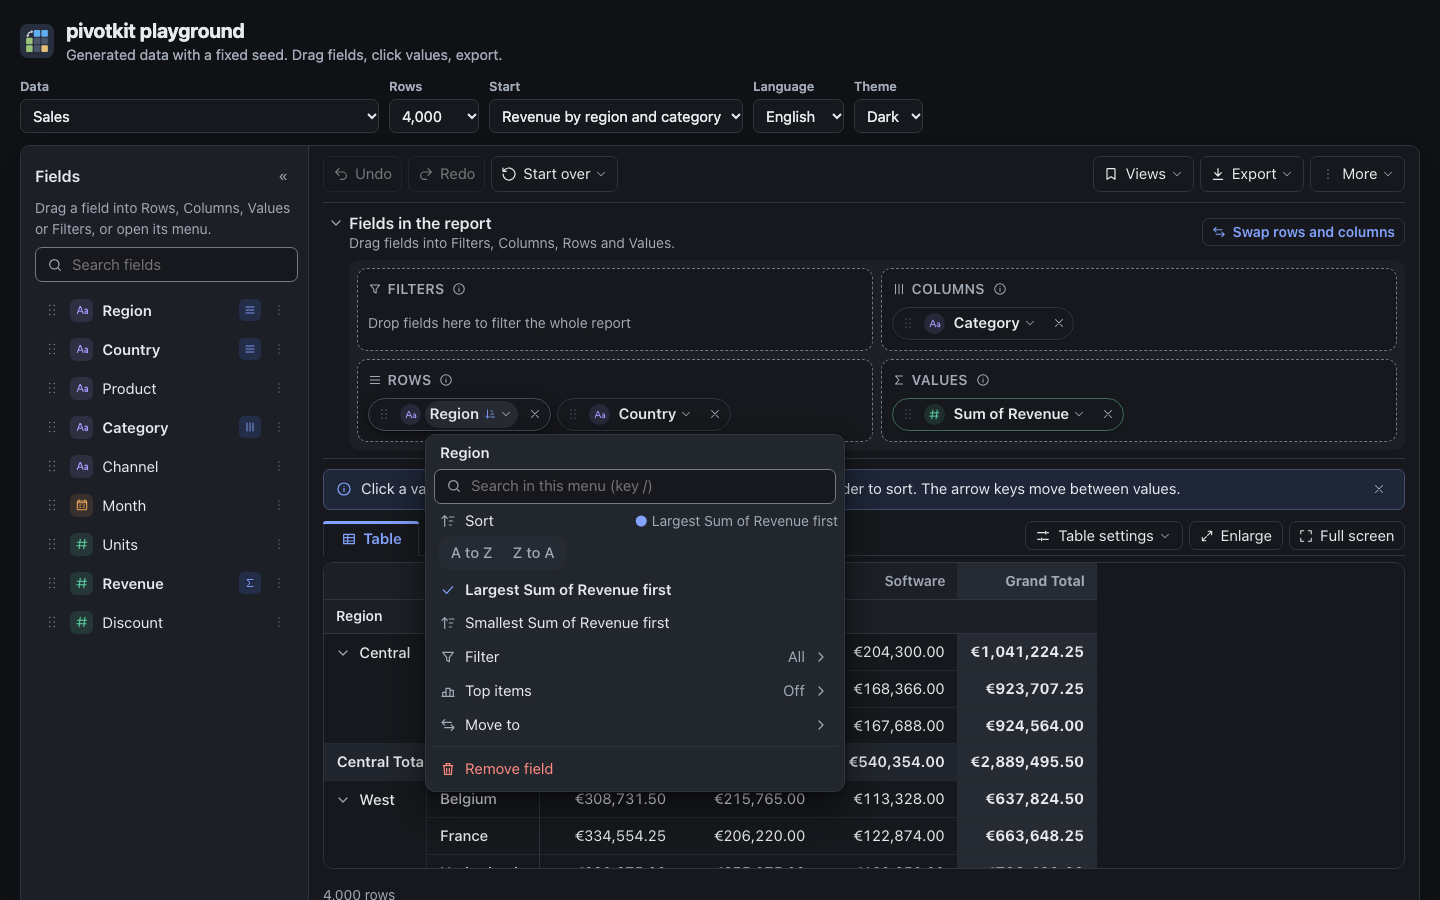 pivotkit playground
Generated data with a fixed seed. Drag fields, click values, export.
Data
Rows
Start
Language
Theme
Sales
4,000
Revenue by region and category
English
Dark
Fields
«
Drag a field into Rows, Columns, Values
or Filters, or open its menu.
Search fields
Aa Region
Aa Country
Aa Product
Aa Category
Aa Channel
Month
# Units
# Revenue Σ
# Discount
Undo
Redo
Start over
Views
Export
More
Fields in the report
Drag fields into Filters, Columns, Rows and Values.
Swap rows and columns
FILTERS
Drop fields here to filter the whole report
COLUMNS
Aa Category
ROWS
Aa Region
Aa Country
Σ VALUES
# Sum of Revenue
Region
Search in this menu (key /)
Sort
Largest Sum of Revenue first
A to Z
Z to A
Largest Sum of Revenue first
Smallest Sum of Revenue first
Filter
All
Top items
Off
Move to
Remove field
Click a va
der to sort. The arrow keys move between values.
Table
Table settings
Enlarge
Full screen
Software
Grand Total
Region
Central
€204,300.00
€1,041,224.25
€168,366.00
€923,707.25
€167,688.00
€924,564.00
Central Tota
€540,354.00
€2,889,495.50
West
Belgium
€308,731.50
€215,765.00
€113,328.00
€637,824.50
France
€334,554.25
€206,220.00
€122,874.00
€663,648.25
4,000 rows